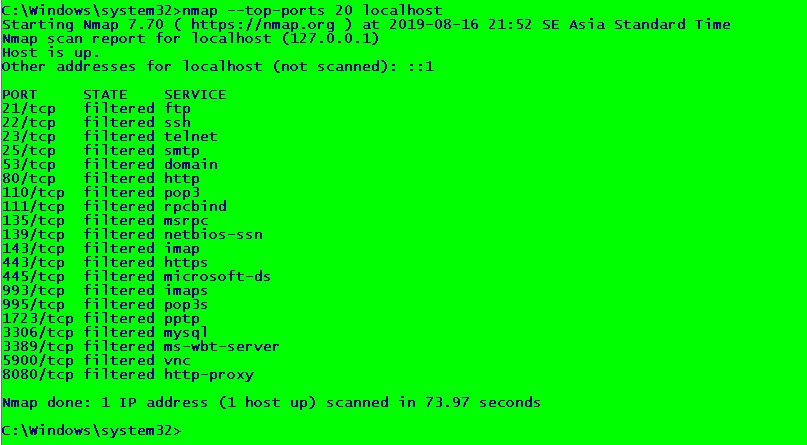 C:\Windows\system32>nmap --top-ports 20 localhost
Starting Nmap 7.70 ( https://nmap.org ) at 2019-08-16 21:52 SE Asia Standard Time
Nmap scan report for localhost (127.0.0.1)
Host is up.
Other addresses for localhost (not scanned): ::1
PORT     STATE    SERVICE
21/tcp   filtered ftp
22/tcp   filtered ssh
23/tcp   filtered telnet
25/tcp   filtered smtp
53/tcp   filtered domain
80/tcp   filtered http
110/tcp  filtered pop3
111/tcp  filtered rpcbind
135/tcp  filtered msrpc
139/tcp  filtered netbios-ssn
143/tcp  filtered imap
443/tcp  filtered https
445/tcp  filtered microsoft-ds
993/tcp  filtered imaps
995/tcp  filtered pop3s
1723/tcp filtered pptp
3306/tcp filtered mysql
3389/tcp filtered ms-wbt-server
5900/tcp filtered vnc
8080/tcp filtered http-proxy
Nmap done: 1 IP address (1 host up) scanned in 73.97 seconds
C:\Windows\system32>